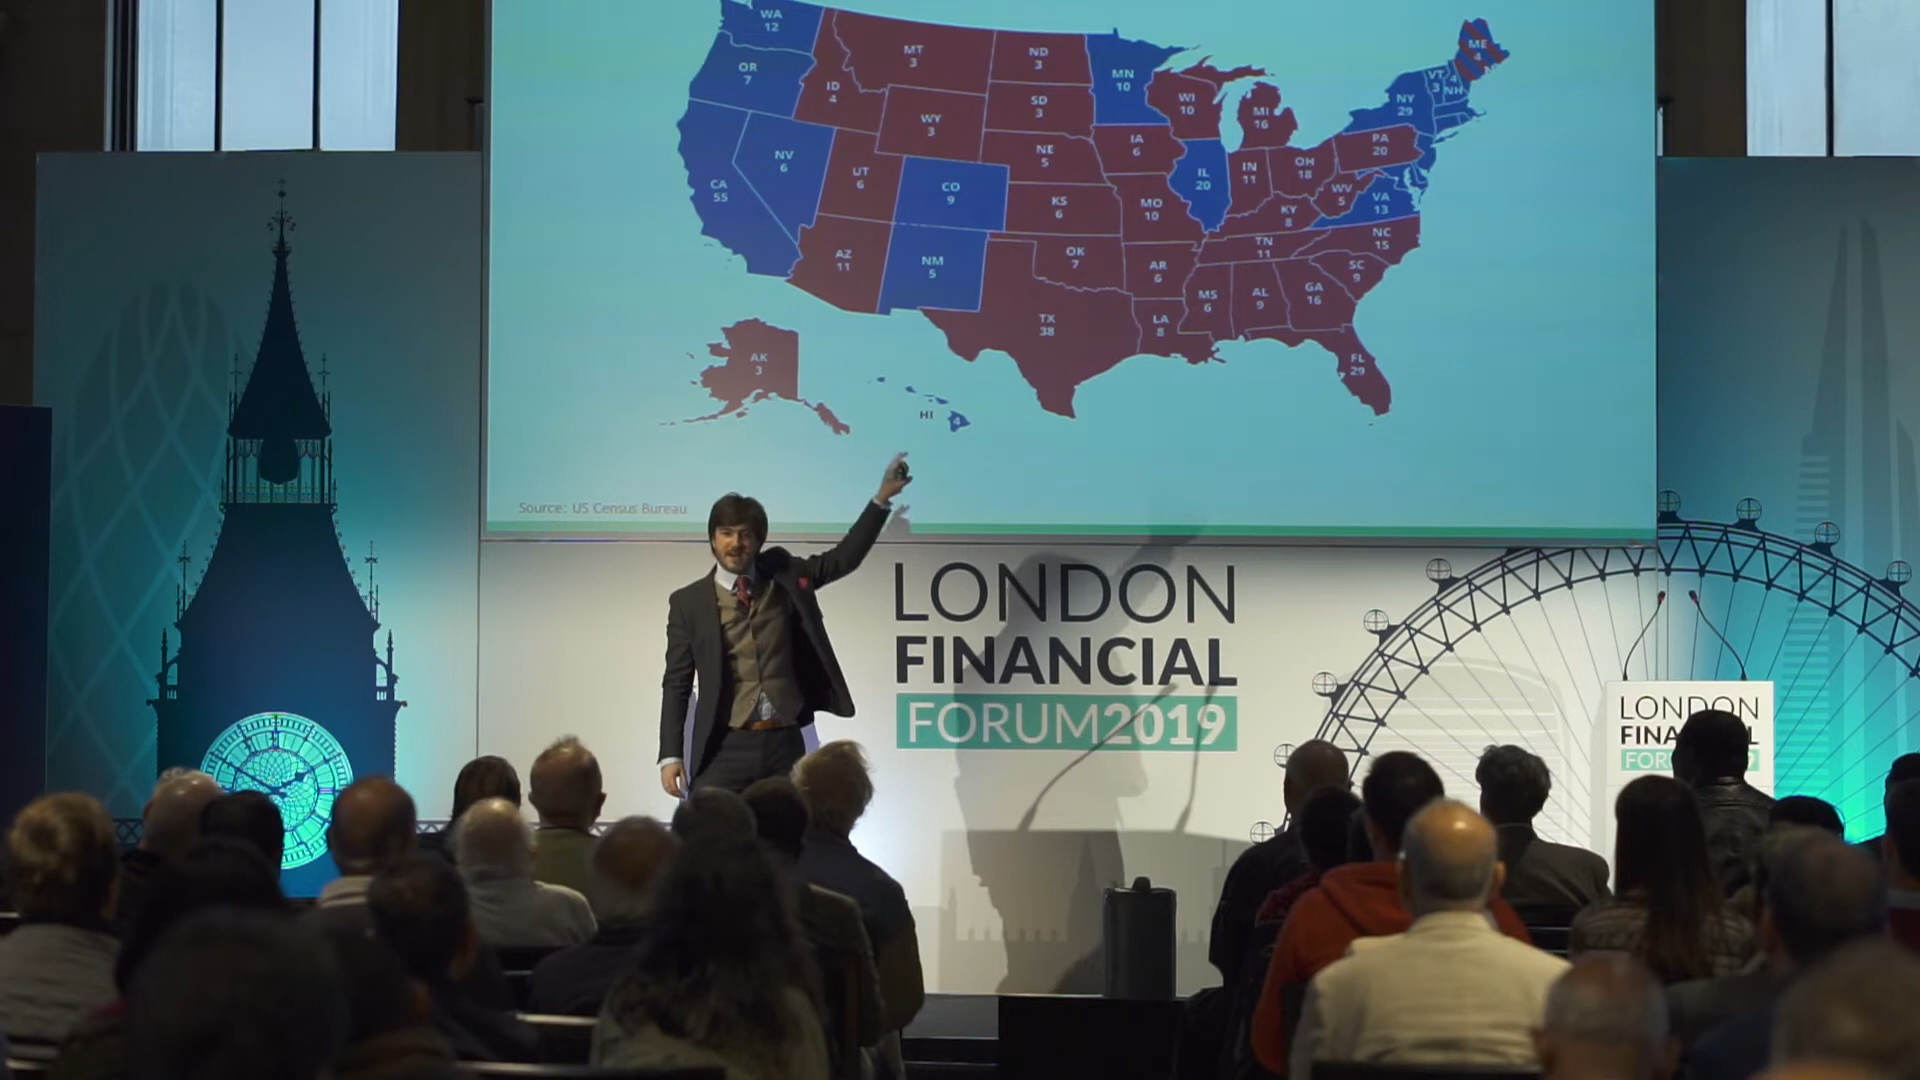 WA
12
OR
7
MT
3
ND
3
MN
10
ME
4
ID
4
WY
3
SD
3
WI
10
MI
16
VT
3
4
NH
NY
29
NV
6
UT
6
CO
9
NE
5
IA
6
IL
20
IN
11
OH
18
PA
20
WV
5
VA
13
CA
55
KS
6
MO
10
KY
8
NC
15
AZ
11
NM
5
OK
7
AR
6
TN
11
SC
9
TX
38
LA
8
MS
6
AL
9
GA
16
FL
29
AK
3
HI
4
Source: US Census Bureau
LONDON
FINANCIAL
FORUM2019
LONDON